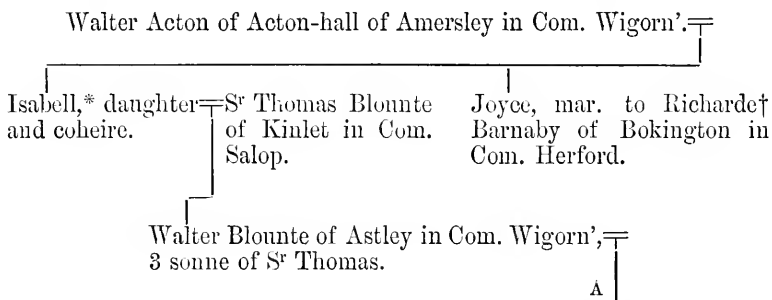 Walter Acton of Acton-hall of Amersley in Com. Wigorn'.
Isabell,* daughter
and coheire.
Sr Thomas Blounte
of Kinlet in Com.
Salop.
Joyce, mar. to Richarde†
Barnaby of Bokington in
Com. Herford.
Walter Blounte of Astley in Com. Wigorn',
3 sonne of Sr Thomas.
A